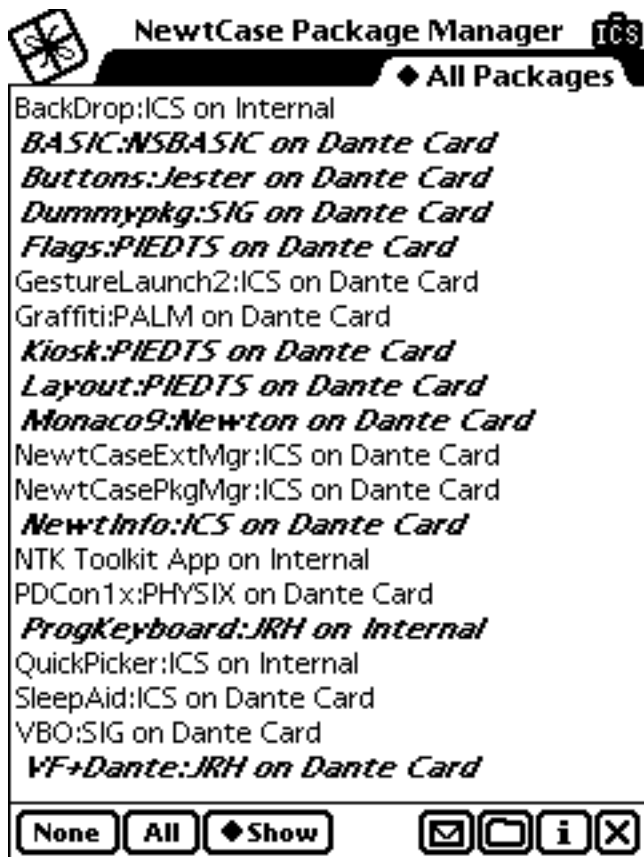 NewtCase Package Manager
ICS
◆ All Packages
BackDrop:ICS on Internal
BASIC:NSBASIC on Dante Card
Buttons:Jester on Dante Card
Dummypkg:SIG on Dante Card
Flags:PIEDTS on Dante Card
GestureLaunch2:ICS on Dante Card
Graffiti:PALM on Dante Card
Kiosk:PIEDTS on Dante Card
Layout:PIEDTS on Dante Card
Monaco9:Newton on Dante Card
NewtCaseExtMgr:ICS on Dante Card
NewtCasePkgMgr:ICS on Dante Card
NewtInfo:ICS on Dante Card
NTK Toolkit App on Internal
PDCon1x:PHYSIX on Dante Card
ProgKeyboard:JRH on Internal
QuickPicker:ICS on Internal
SleepAid:ICS on Dante Card
VBO:SIG on Dante Card
VF+Dante:JRH on Dante Card
None All ◆Show i X